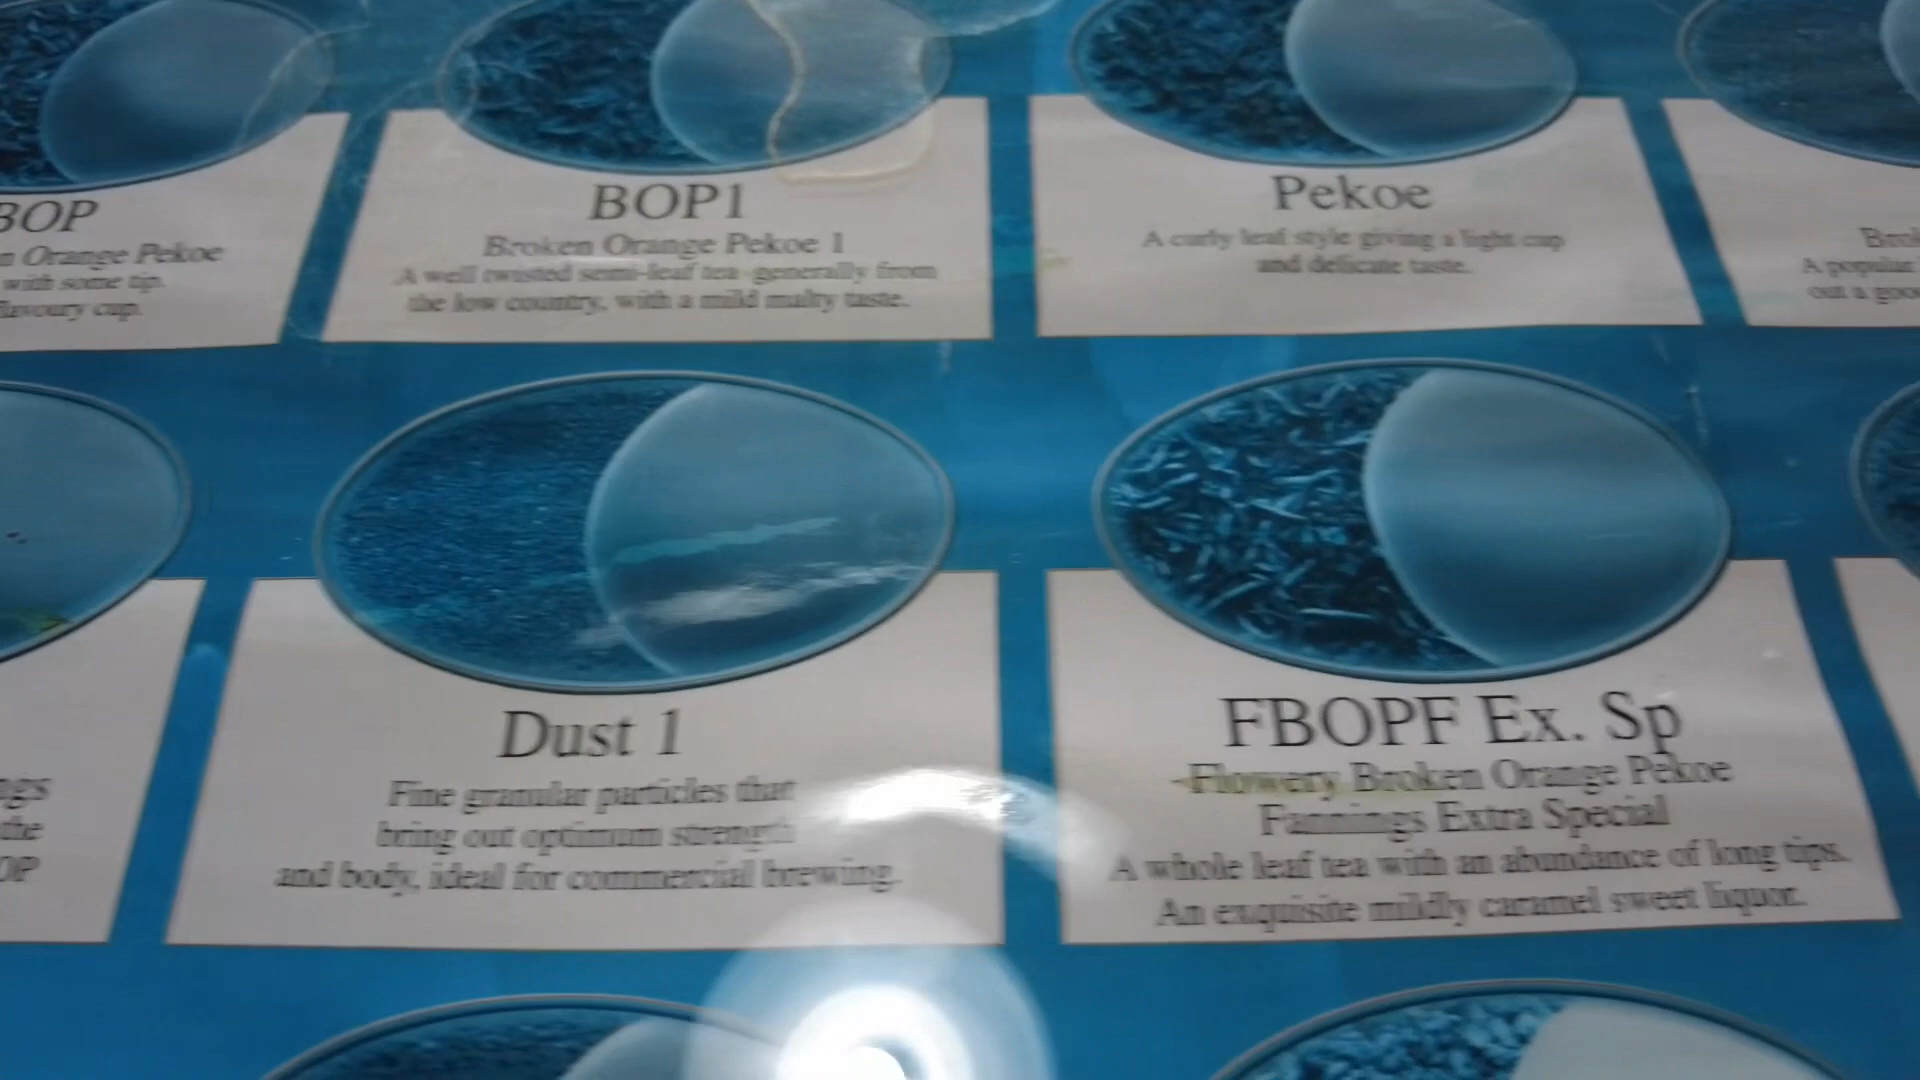 BOP
Orange Pekoe
with some tip.
cup.
BOP1
Broken Orange Pekoe 1
A well twisted semi-leaf tea generally from
the low country, with a mild malty taste.
Pekoe
A curly leaf style giving a light cup
and delicate taste.
A popular
out a
the
Dust 1
Fine granular particles that
bring out optimum strength
and body, ideal for commercial brewing.
FBOPF Ex. Sp
Flowery Broken Orange Pekoe
Fannings Extra Special
A whole leaf tea with an abundance of long tips.
An exquisite mildly caramel sweet liquor.